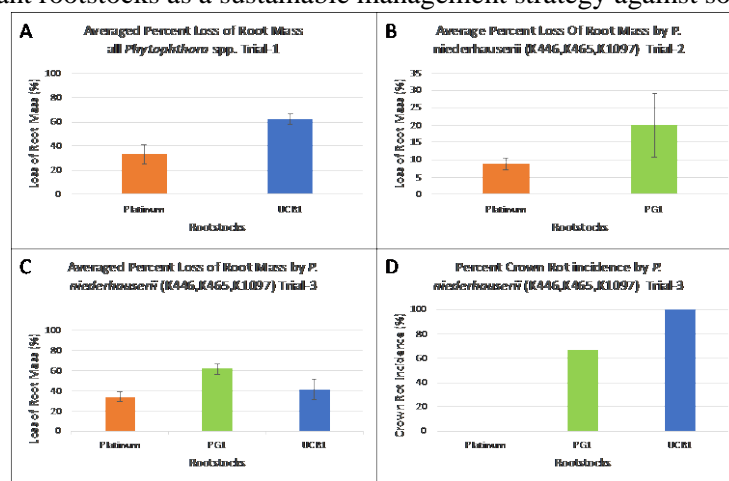 ant rootstocks as a sustainable management strategy against so
A
Averaged Percent Loss of Root Mass
all Phytophthora spp. Trial-1
Loss of Root Mass (%)
100
80
60
40
20
0
Platinum
UCB1
Rootstocks
B
Average Percent Loss Of Root Mass by P.
niederhauserii (K446,K465,K1097) Trial-2
Loss of Root Mass (%)
35
30
25
20
15
10
5
0
Platinum
PG1
Rootstocks
C
Averaged Percent Loss of Root Mass by P.
niederhauserii (K446,K465,K1097) Trial-3
Loss of Root Mass (%)
100
80
60
40
20
0
Platinum
PG1
UCB1
Rootstocks
D
Percent Crown Rot incidence by P.
niederhauserii (K446,K465,K1097) Trial-3
Crown Rot Incidence (%)
100
80
60
40
20
0
Platinum
PG1
UCB1
Rootstocks